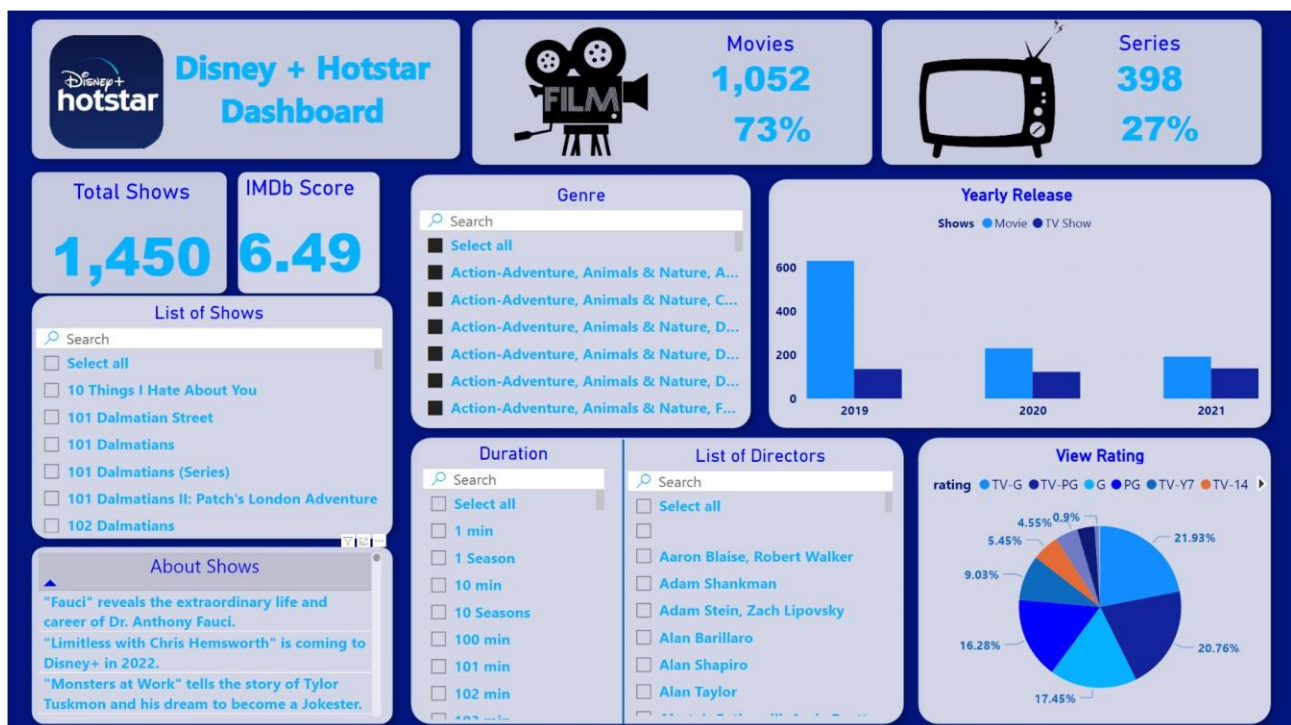 Disney+
hotstar
Disney + Hotstar
Dashboard
FILM
Movies
1,052
73%
Series
398
27%
Total Shows
1,450
IMDb Score
6.49
List of Shows
Search
Select all
10 Things I Hate About You
101 Dalmatian Street
101 Dalmatians
101 Dalmatians (Series)
101 Dalmatians II: Patch's London Adventure
102 Dalmatians
About Shows
"Fauci" reveals the extraordinary life and
career of Dr. Anthony Fauci.
"Limitless with Chris Hemsworth" is coming to
Disney+ in 2022.
"Monsters at Work" tells the story of Tylor
Tuskmon and his dream to become a Jokester.
Genre
Search
Select all
Action-Adventure, Animals & Nature, A...
Action-Adventure, Animals & Nature, C...
Action-Adventure, Animals & Nature, D...
Action-Adventure, Animals & Nature, D...
Action-Adventure, Animals & Nature, D...
Action-Adventure, Animals & Nature, F...
Yearly Release
Shows Movie TV Show
600
400
200
0
2019 2020 2021
Duration
Search
Select all
1 min
1 Season
10 min
10 Seasons
100 min
101 min
102 min
List of Directors
Search
Select all
Aaron Blaise, Robert Walker
Adam Shankman
Adam Stein, Zach Lipovsky
Alan Barillaro
Alan Shapiro
Alan Taylor
View Rating
rating TV-G TV-PG G PG TV-Y7 TV-14
4.55% 0.9%
5.45%
21.93%
9.03%
16.28%
20.76%
17.45%